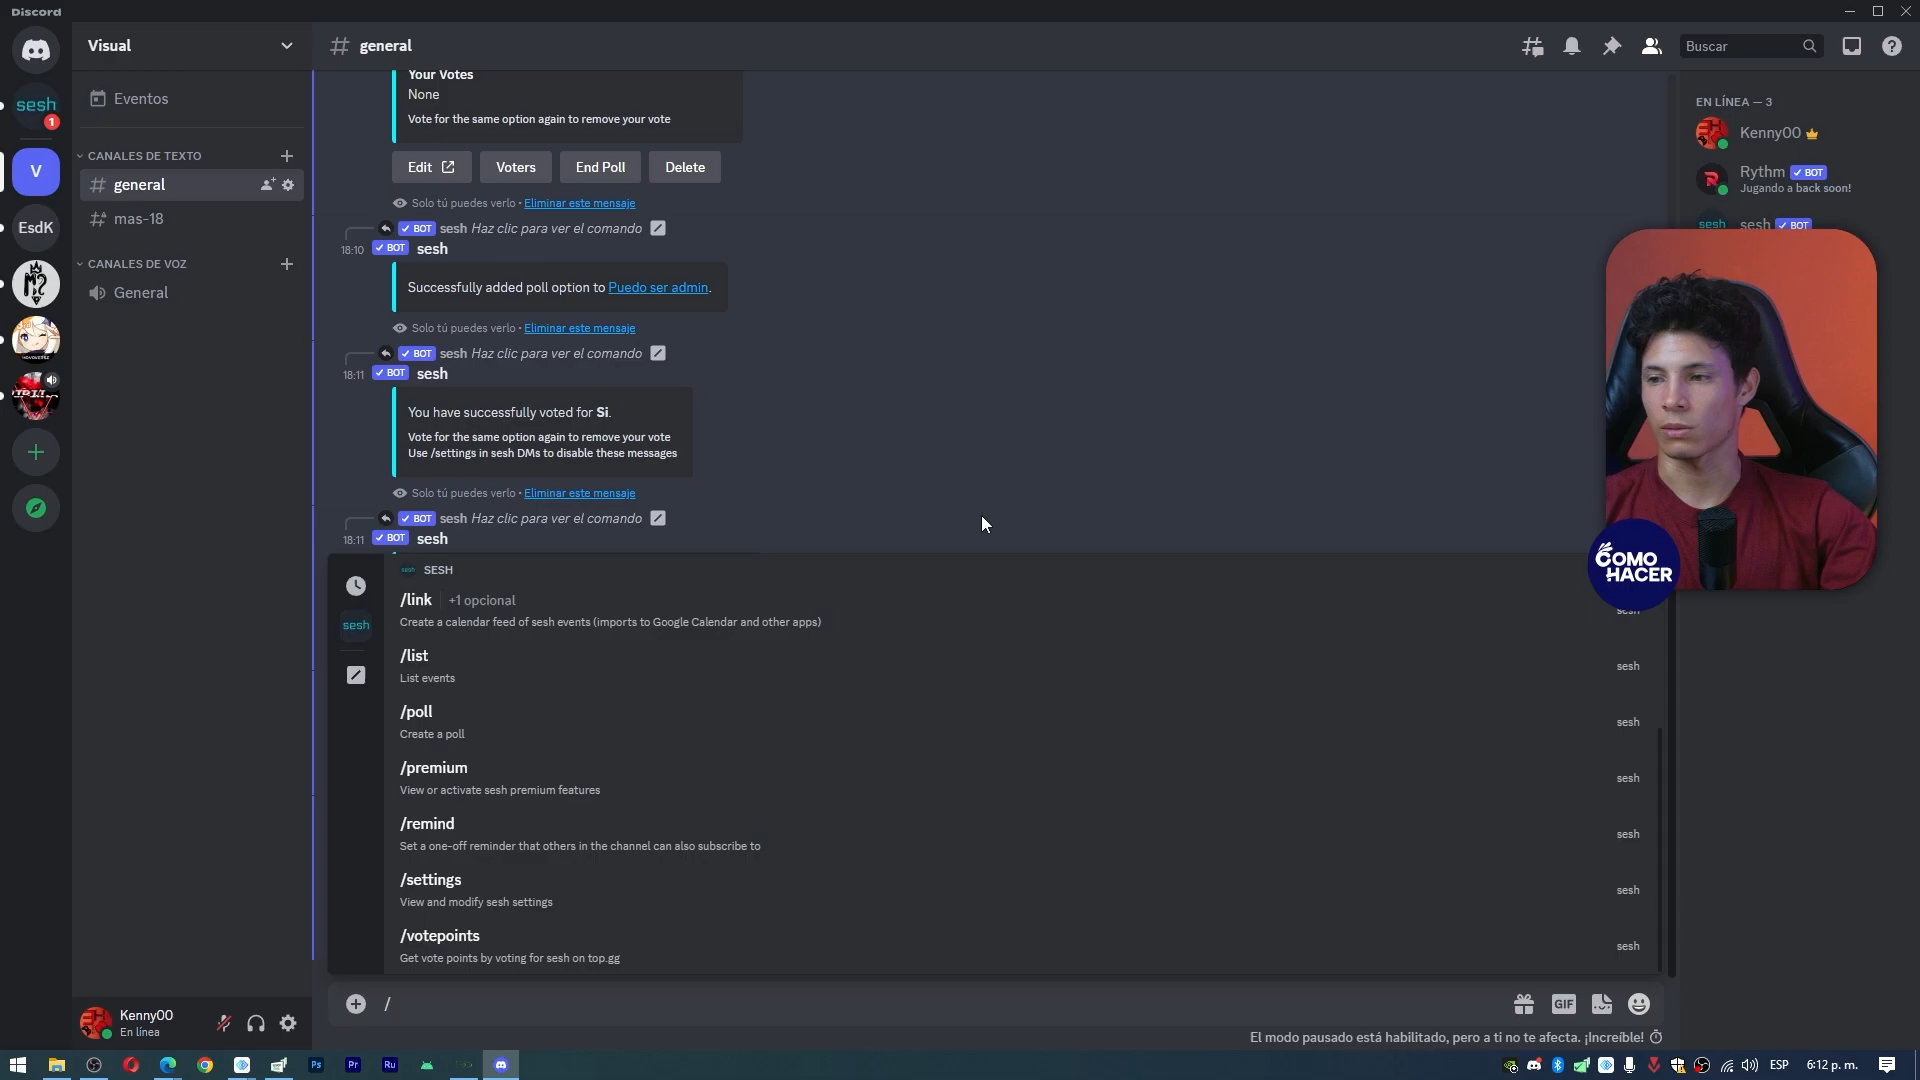 Discord
Visual
general
Buscar
Eventos
CANALES DE TEXTO
general
mas-18
CANALES DE VOZ
General
sesh
1
V
EsdK
Your Votes
None
Vote for the same option again to remove your vote
Edit
Voters
End Poll
Delete
Solo tú puedes verlo • Eliminar este mensaje
BOT sesh Haz clic para ver el comando
18:10 BOT sesh
Successfully added poll option to Puedo ser admin.
Solo tú puedes verlo • Eliminar este mensaje
BOT sesh Haz clic para ver el comando
18:11 BOT sesh
You have successfully voted for Si.
Vote for the same option again to remove your vote
Use /settings in sesh DMs to disable these messages
Solo tú puedes verlo • Eliminar este mensaje
BOT sesh Haz clic para ver el comando
18:11 BOT sesh
sesh SESH
sesh
/link +1 opcional
Create a calendar feed of sesh events (imports to Google Calendar and other apps)
sesh
/list
List events
sesh
/poll
Create a poll
sesh
/premium
View or activate sesh premium features
sesh
/remind
Set a one-off reminder that others in the channel can also subscribe to
sesh
/settings
View and modify sesh settings
sesh
/votepoints
Get vote points by voting for sesh on top.gg
sesh
/
GIF
El modo pausado está habilitado, pero a ti no te afecta. ¡Increíble!
EN LÍNEA — 3
Kenny00
Rythm BOT
Jugando a back soon!
sesh sesh BOT
COMO
HACER
Kenny00
En línea
Ps
Pr
Ru
ESP
6:12 p. m.